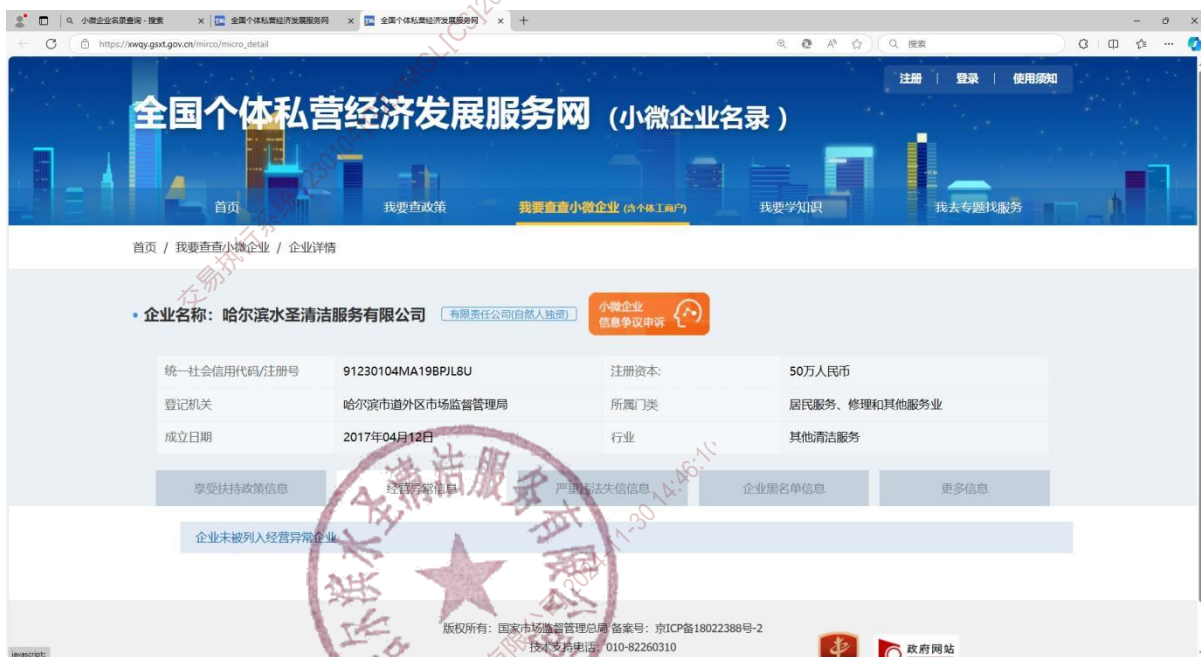 小微企业名录查询 - 搜索
全国个体私营经济发展服务网
全国个体私营经济发展服务网
https://xwqy.gsxt.gov.cn/mirco/micro_detail
搜索
注册 | 登录 | 使用须知
全国个体私营经济发展服务网（小微企业名录）
首页
我要查政策
我要查查小微企业 (含个体工商户)
我要学知识
我去专题找服务
首页 / 我要查查小微企业 / 企业详情
企业名称：哈尔滨水圣清洁服务有限公司
有限责任公司(自然人独资)
小微企业
信息争议申诉
统一社会信用代码/注册号 91230104MA19BPJL8U 注册资本: 50万人民币
登记机关 哈尔滨市道外区市场监督管理局 所属门类 居民服务、修理和其他服务业
成立日期 2017年04月12日 行业 其他清洁服务
享受扶持政策信息 经营异常信息 严重违法失信信息 企业黑名单信息 更多信息
企业未被列入经营异常企业
版权所有：国家市场监督管理总局 备案号：京ICP备18022388号-2
技术支持电话：010-82260310
政府网站
javascript: